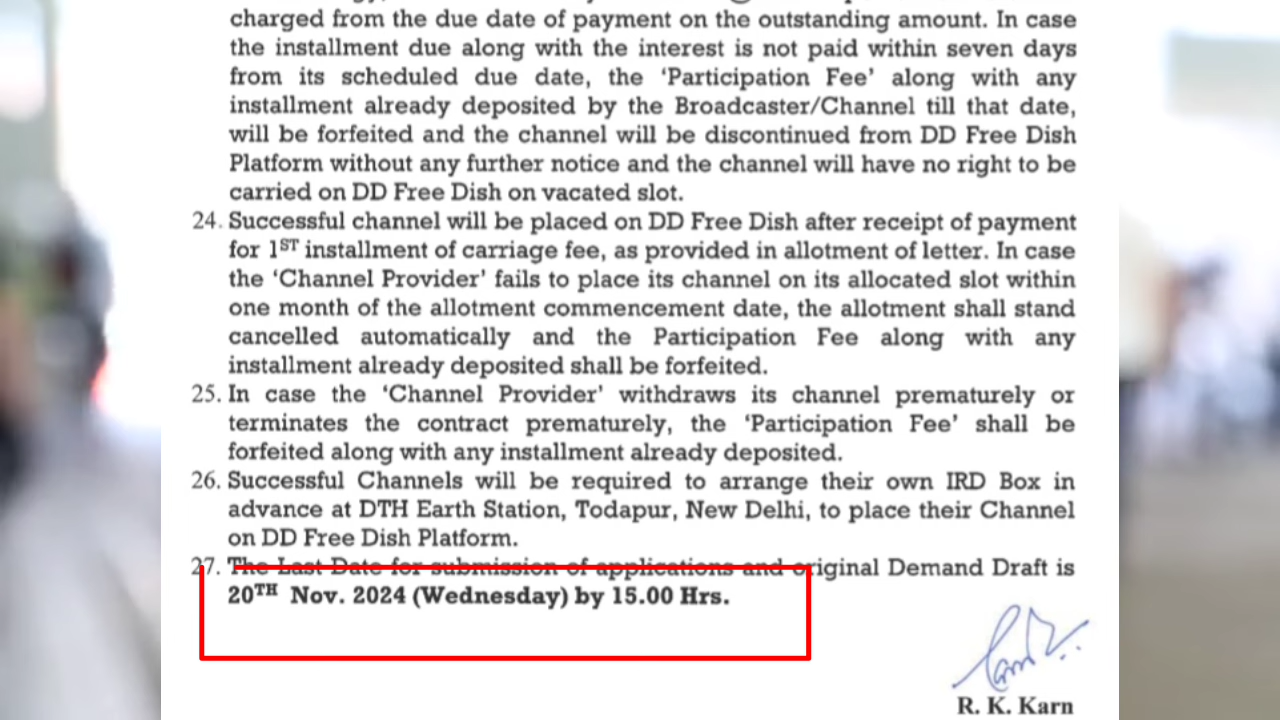 charged from the due date of payment on the outstanding amount. In case
the installment due along with the interest is not paid within seven days
from its scheduled due date, the ‘Participation Fee’ along with any
installment already deposited by the Broadcaster/Channel till that date,
will be forfeited and the channel will be discontinued from DD Free Dish
Platform without any further notice and the channel will have no right to be
carried on DD Free Dish on vacated slot.
24. Successful channel will be placed on DD Free Dish after receipt of payment
for 1ST installment of carriage fee, as provided in allotment of letter. In case
the ‘Channel Provider’ fails to place its channel on its allocated slot within
one month of the allotment commencement date, the allotment shall stand
cancelled automatically and the Participation Fee along with any
installment already deposited shall be forfeited.
25. In case the ‘Channel Provider’ withdraws its channel prematurely or
terminates the contract prematurely, the ‘Participation Fee’ shall be
forfeited along with any installment already deposited.
26. Successful Channels will be required to arrange their own IRD Box in
advance at DTH Earth Station, Todapur, New Delhi, to place their Channel
on DD Free Dish Platform.
27. The Last Date for submission of applications and original Demand Draft is
20TH Nov. 2024 (Wednesday) by 15.00 Hrs.
R. K. Karn